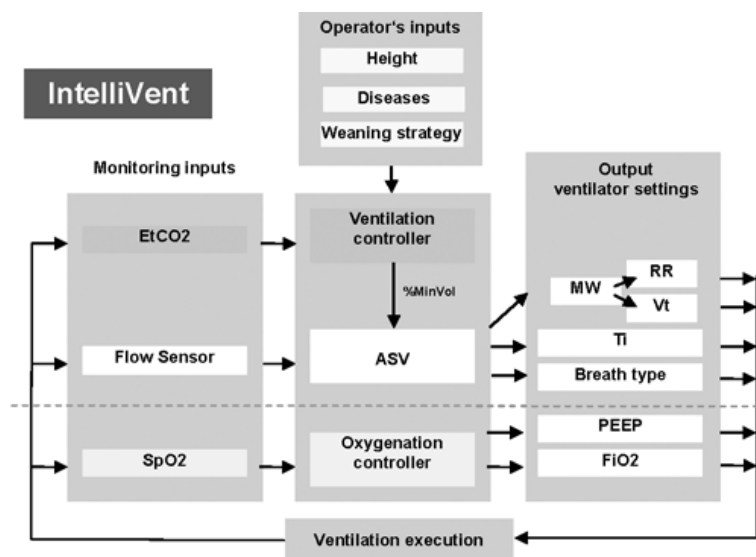 Operator's inputs
Height
Diseases
Weaning strategy
IntelliVent
Monitoring inputs
EtCO2
Flow Sensor
SpO2
Ventilation
controller
%MinVol
ASV
Oxygenation
controller
Output
ventilator settings
MW
RR
Vt
Ti
Breath type
PEEP
FiO2
Ventilation execution